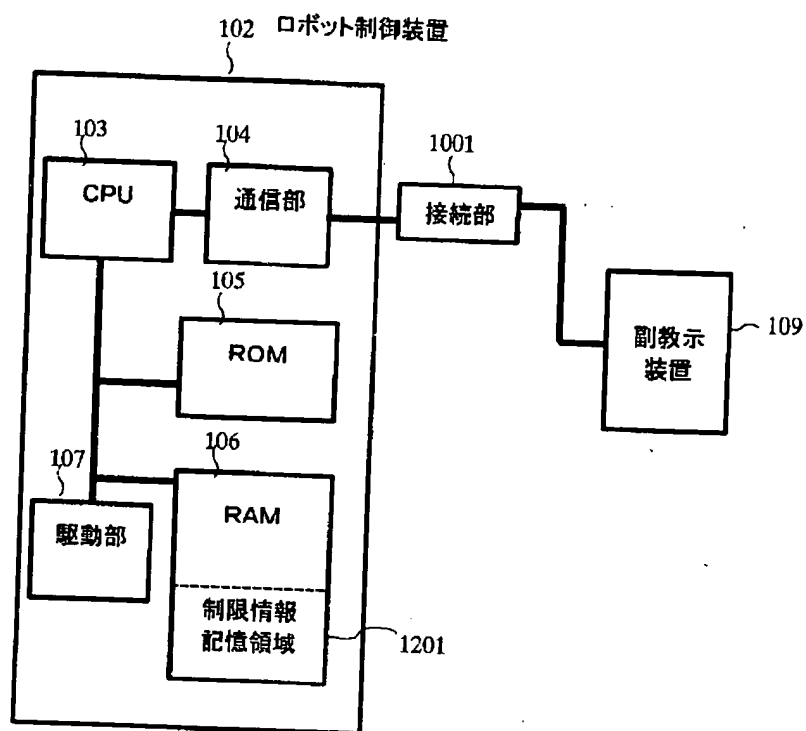 102 ロボット制御装置
103
104
1001
CPU
通信部
接続部
105
ROM
副教示
装置
109
106
107
RAM
駆動部
制限情報
記憶領域
1201